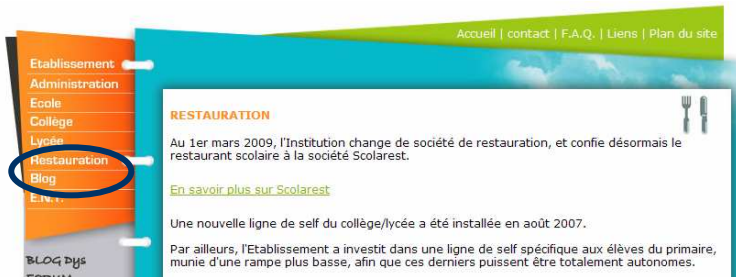 Accueil | contact | F.A.Q. | Liens | Plan du site
Etablissement
Administration
Ecole
Collège
Lycée
Restauration
Blog
E.N.T.
BLOG Dys
FORUM
RESTAURATION
Au 1er mars 2009, l'Institution change de société de restauration, et confie désormais le
restaurant scolaire à la société Scolarest.
En savoir plus sur Scolarest
Une nouvelle ligne de self du collège/lycée a été installée en août 2007.
Par ailleurs, l'Etablissement a investit dans une ligne de self spécifique aux élèves du primaire,
munie d'une rampe plus basse, afin que ces derniers puissent être totalement autonomes.